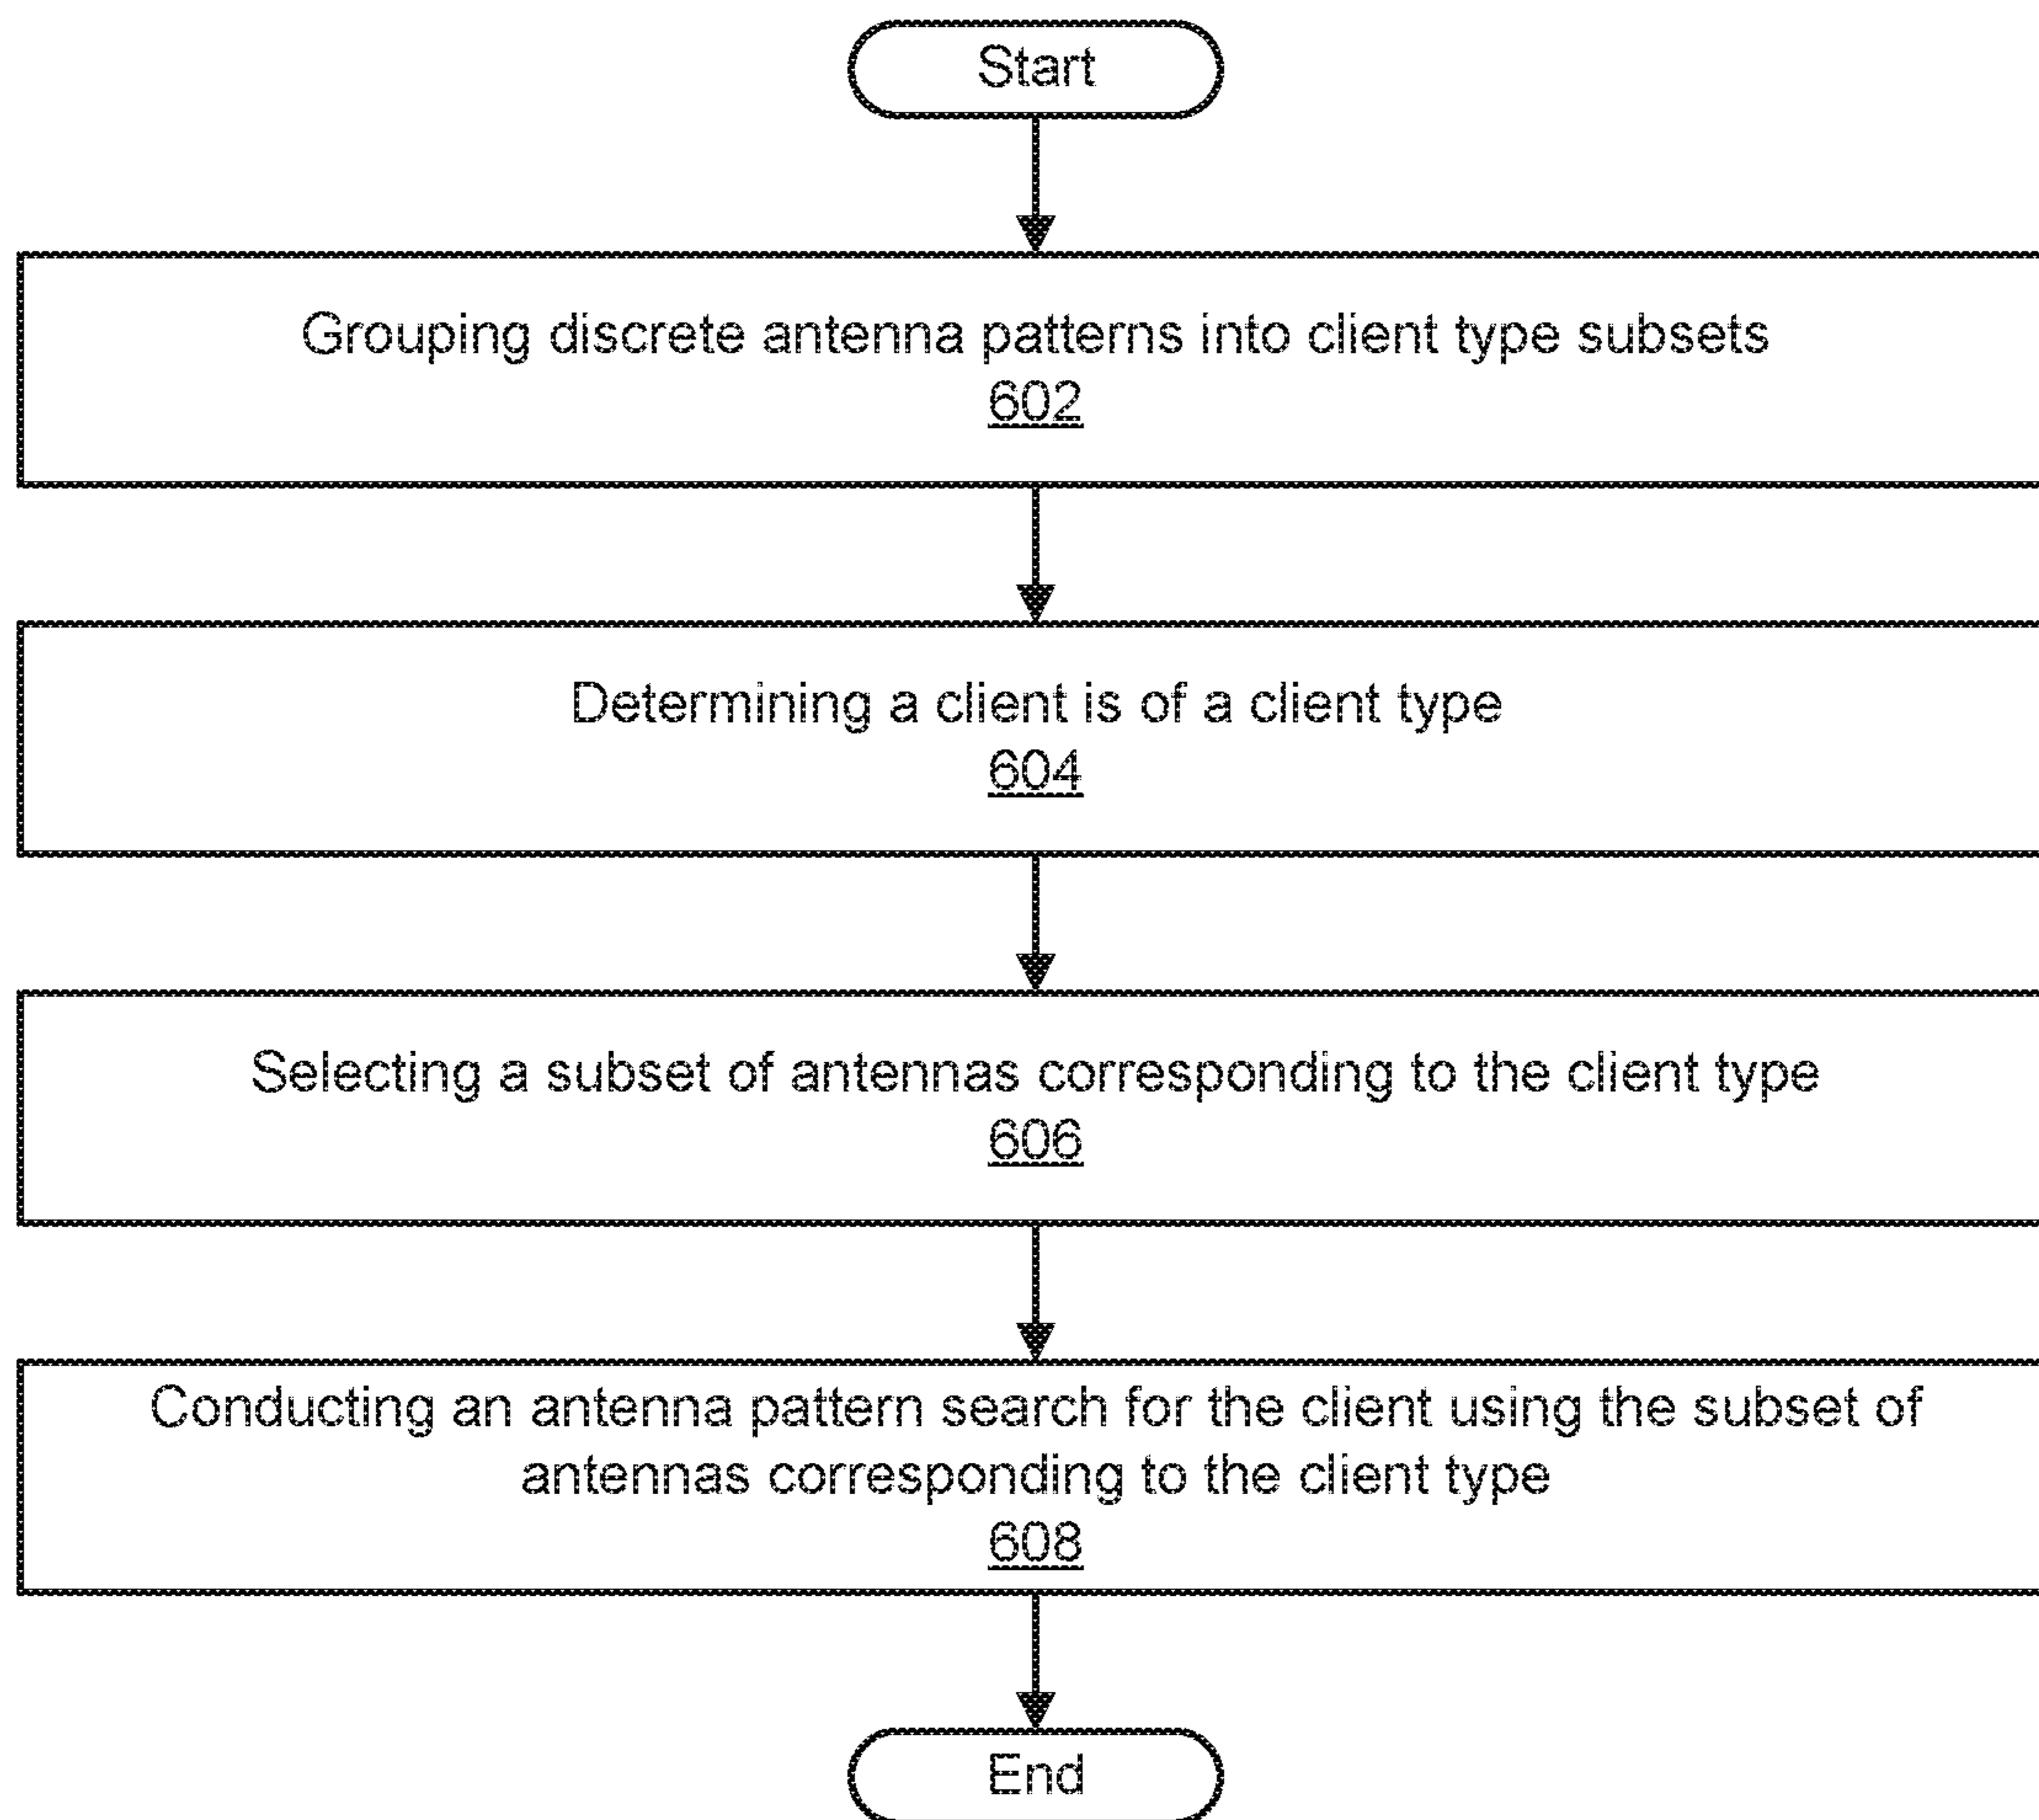 Start
Grouping discrete antenna patterns into client type subsets
602
Determining a client is of a client type
604
Selecting a subset of antennas corresponding to the client type
606
Conducting an antenna pattern search for the client using the subset of
antennas corresponding to the client type
608
End